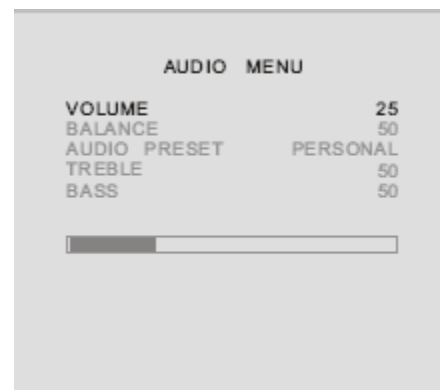 AUDIO MENU
VOLUME 25
BALANCE 50
AUDIO PRESET PERSONAL
TREBLE 50
BASS 50